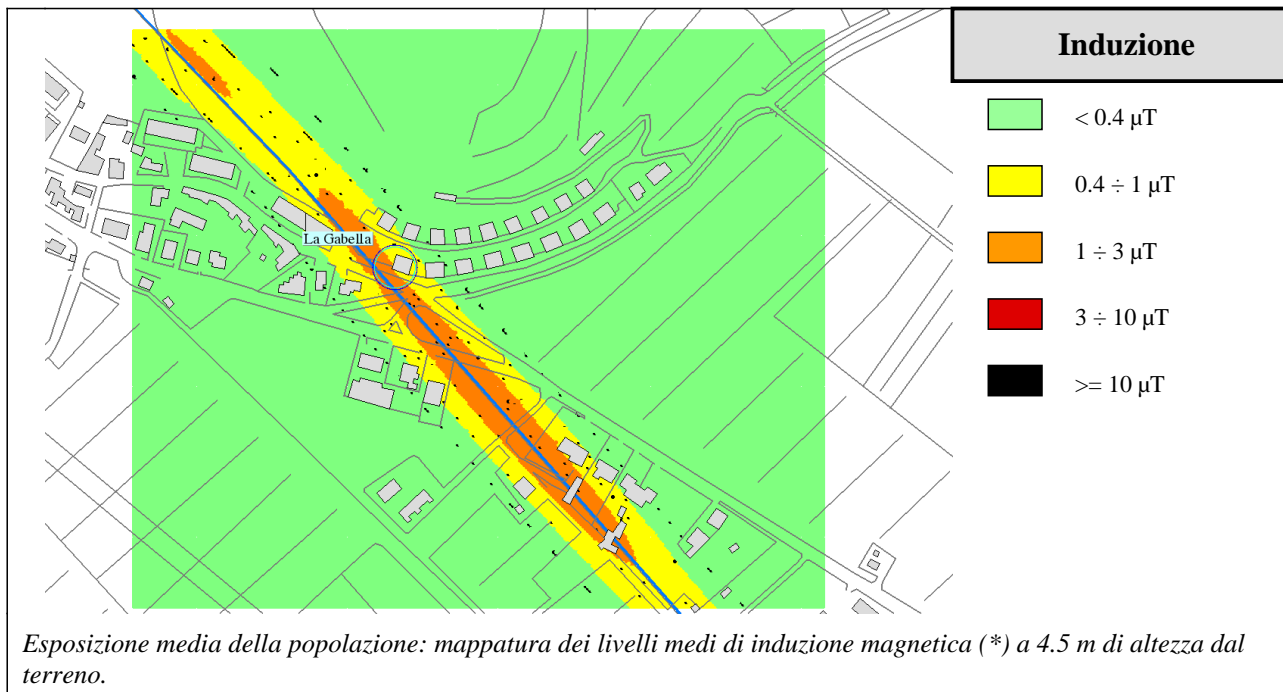 Induzione
< 0.4 µT
0.4 ÷ 1 µT
1 ÷ 3 µT
3 ÷ 10 µT
>= 10 µT
La Gabella
Esposizione media della popolazione: mappatura dei livelli medi di induzione magnetica (*) a 4.5 m di altezza dal
terreno.